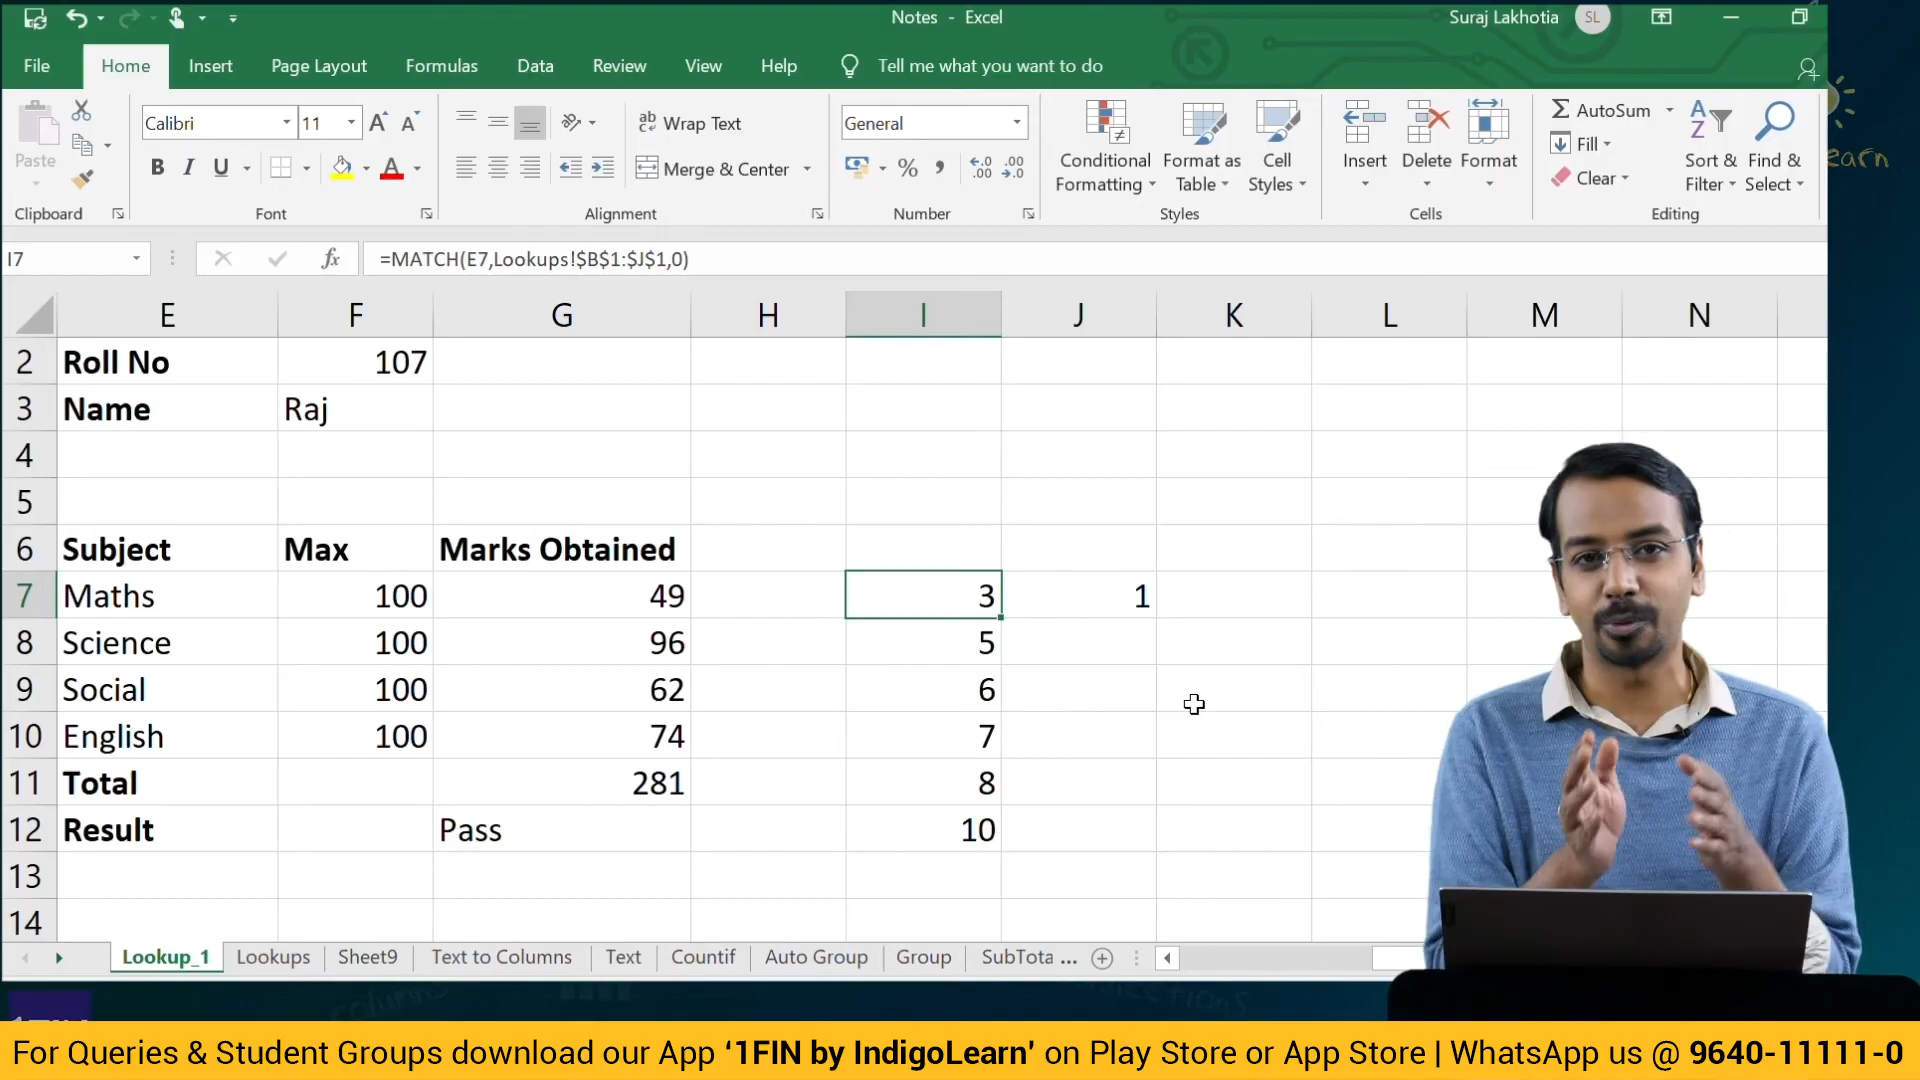 Notes - Excel
Suraj Lakhotia SL
File Home Insert Page Layout Formulas Data Review View Help Tell me what you want to do
Calibri 11 Wrap Text General AutoSum
Paste Merge & Center Conditional Formatting Format as Table Cell Styles Insert Delete Format Fill Clear Sort & Filter Find & Select
Clipboard Font Alignment Number Styles Cells Editing
earn
I7 fx =MATCH(E7,Lookups!$B$1:$J$1,0)
E F G H I J K L M N
2 Roll No 107
3 Name Raj
4
5
6 Subject Max Marks Obtained
7 Maths 100 49 3 1
8 Science 100 96 5
9 Social 100 62 6
10 English 100 74 7
11 Total 281 8
12 Result Pass 10
13
14
Lookup_1 Lookups Sheet9 Text to Columns Text Countif Auto Group Group SubTota ...
For Queries & Student Groups download our App ‘1FIN by IndigoLearn' on Play Store or App Store | WhatsApp us @ 9640-11111-0